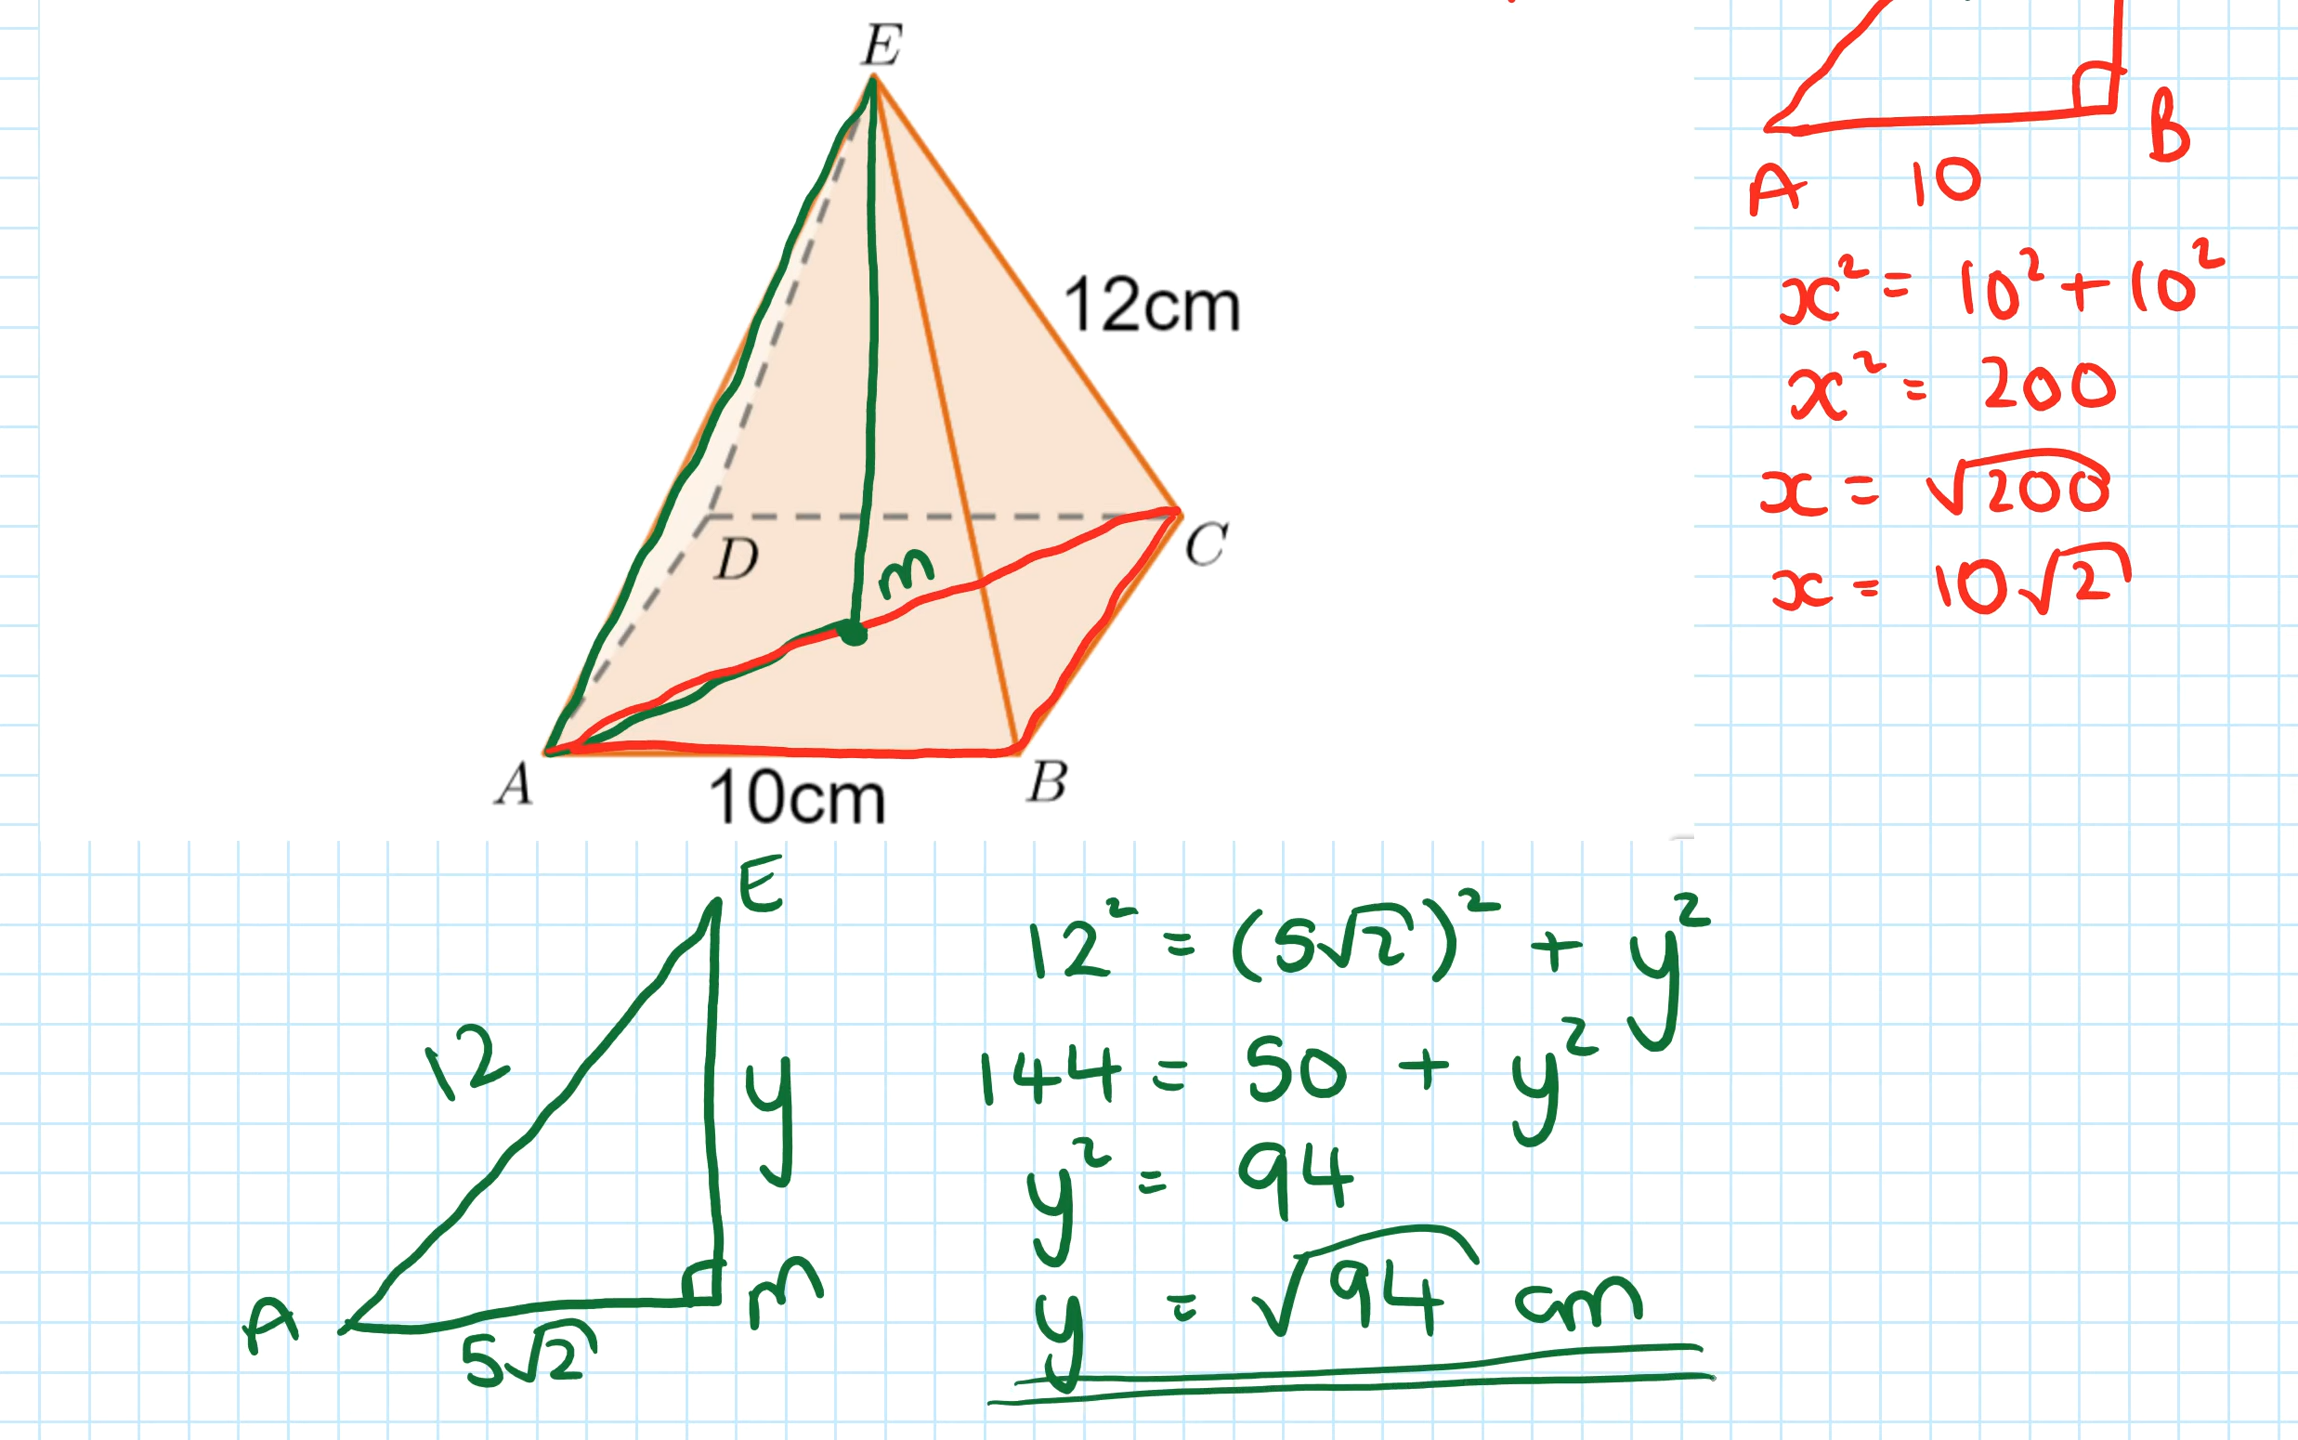 E
12cm
D
C
m
A
B
10cm
B
A 10
x² = 10² + 10²
x² = 200
x = √200
x = 10√2
E
12
y
A
m
5√2
12² = (5√2)² + y²
144 = 50 + y²
y² = 94
y = √94 cm